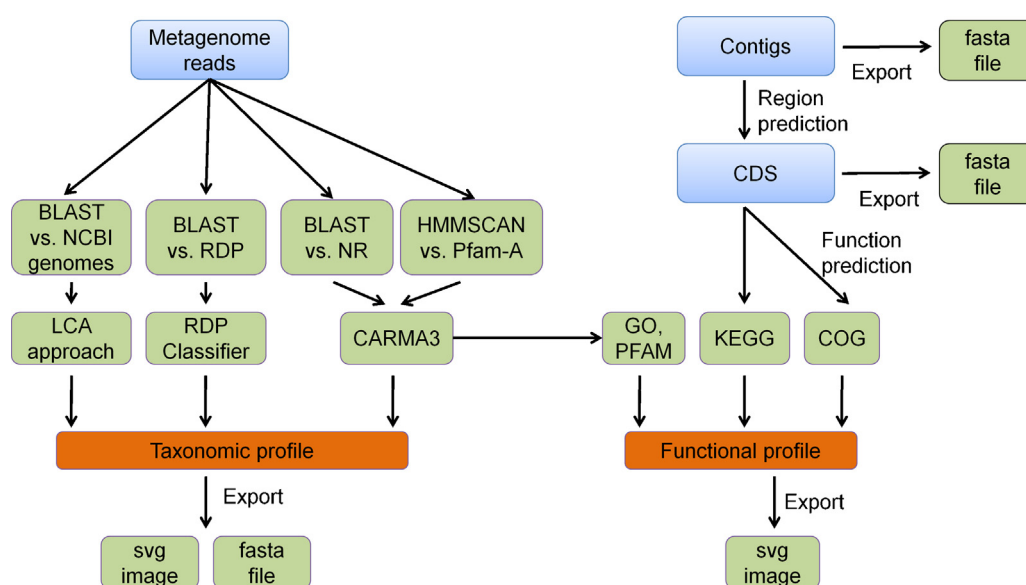 Metagenome
reads
Contigs
Export
fasta
file
Region
prediction
CDS
Export
fasta
file
BLAST
vs. NCBI
genomes
BLAST
vs. RDP
BLAST
vs. NR
HMMSCAN
vs. Pfam-A
Function
prediction
LCA
approach
RDP
Classifier
CARMA3
GO,
PFAM
KEGG
COG
Taxonomic profile
Functional profile
Export
Export
svg
image
fasta
file
svg
image